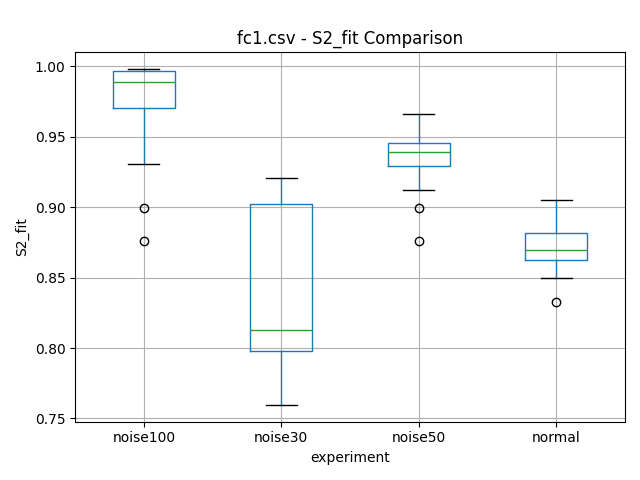 fc1.csv - S2_fit Comparison
1.00
0.95
0.90
0.85
0.80
0.75
S2_fit
noise100 noise30 noise50 normal
experiment